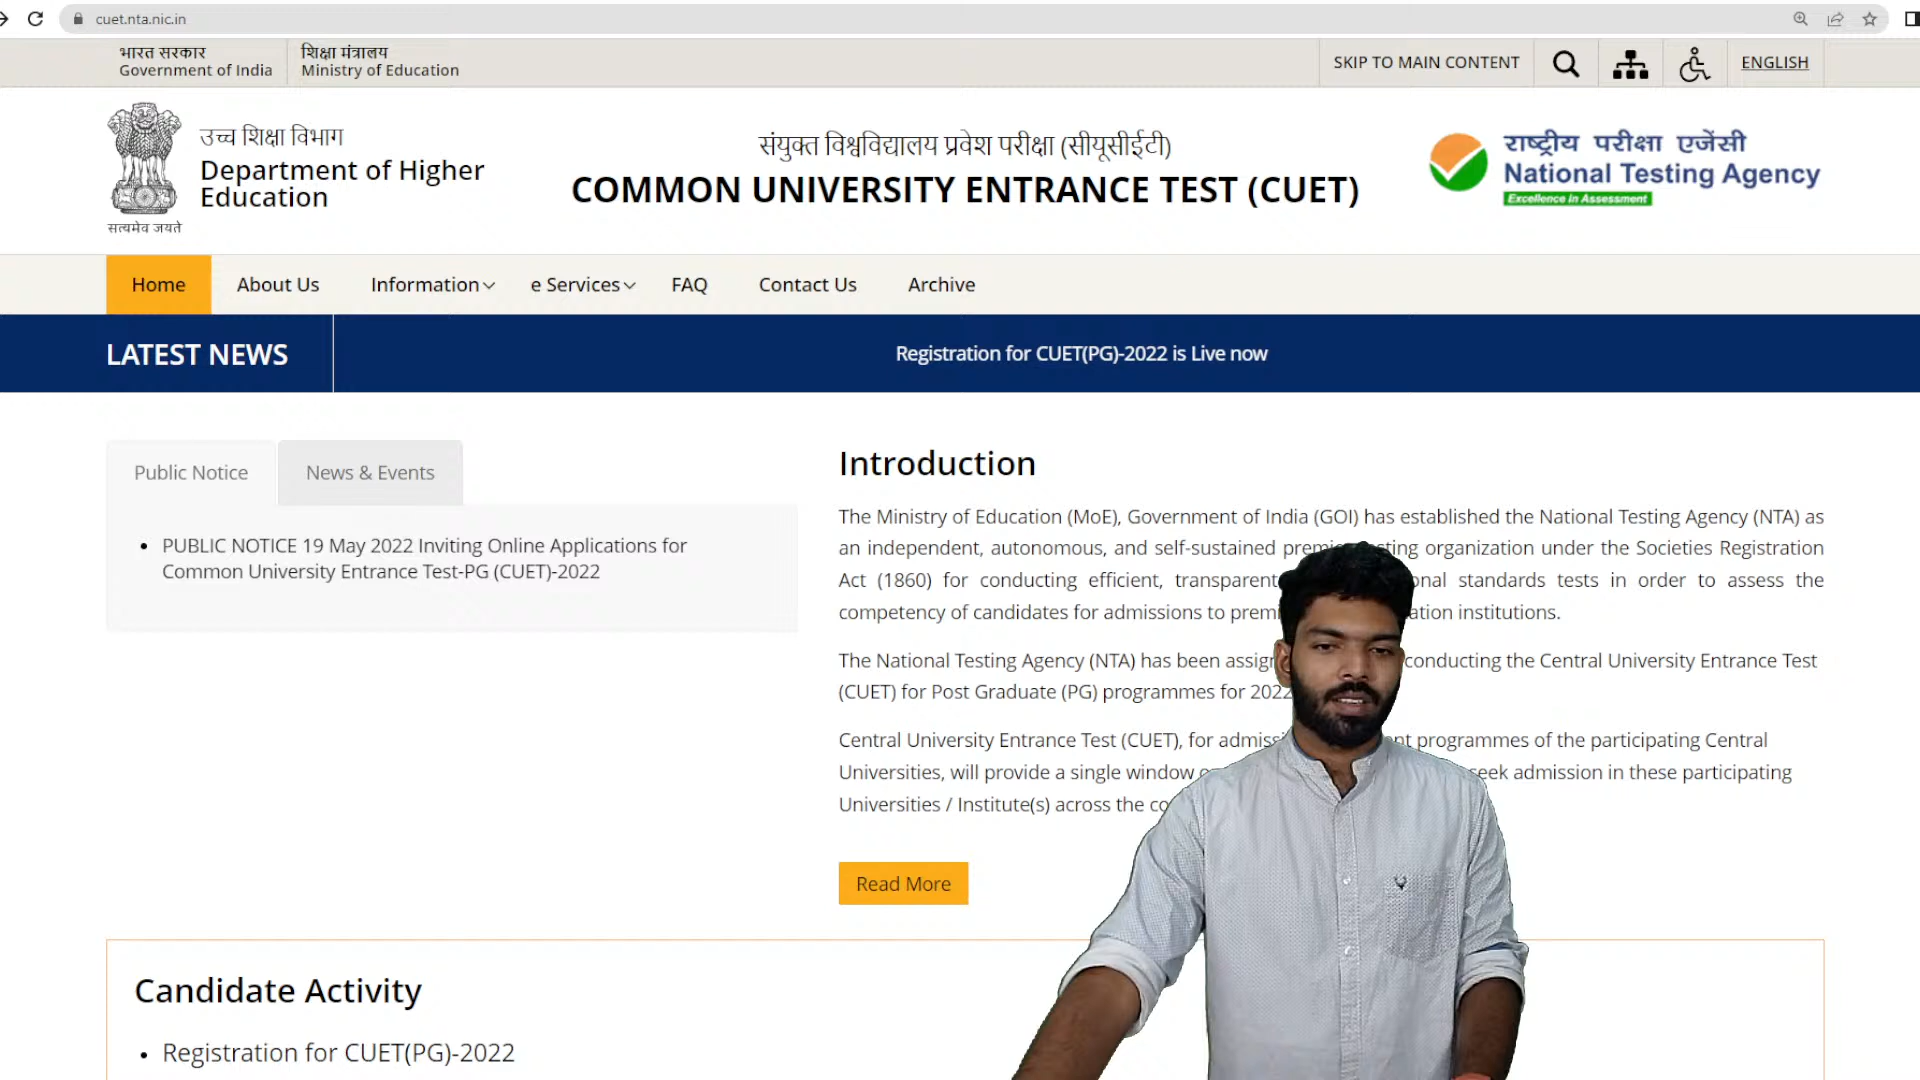 cuet.nta.nic.in
भारत सरकार
Government of India
शिक्षा मंत्रालय
Ministry of Education
SKIP TO MAIN CONTENT
ENGLISH
सत्यमेव जयते
उच्च शिक्षा विभाग
Department of Higher
Education
संयुक्त विश्वविद्यालय प्रवेश परीक्षा (सीयूसीईटी)
COMMON UNIVERSITY ENTRANCE TEST (CUET)
राष्ट्रीय परीक्षा एजेंसी
National Testing Agency
Excellence in Assessment
Home About Us Information e Services FAQ Contact Us Archive
LATEST NEWS
Registration for CUET(PG)-2022 is Live now
Public Notice News & Events
PUBLIC NOTICE 19 May 2022 Inviting Online Applications for
Common University Entrance Test-PG (CUET)-2022
Introduction
The Ministry of Education (MoE), Government of India (GOI) has established the National Testing Agency (NTA) as
an independent, autonomous, and self-sustained organization under the Societies Registration
Act (1860) for conducting efficient, transparent standards tests in order to assess the
competency of candidates for admissions to institutions.
The National Testing Agency (NTA) has been conducting the Central University Entrance Test
(CUET) for Post Graduate (PG) programmes for 2022
Central University Entrance Test (CUET), for programmes of the participating Central
Universities, will provide a single window seek admission in these participating
Universities / Institute(s) across the
Read More
Candidate Activity
Registration for CUET(PG)-2022